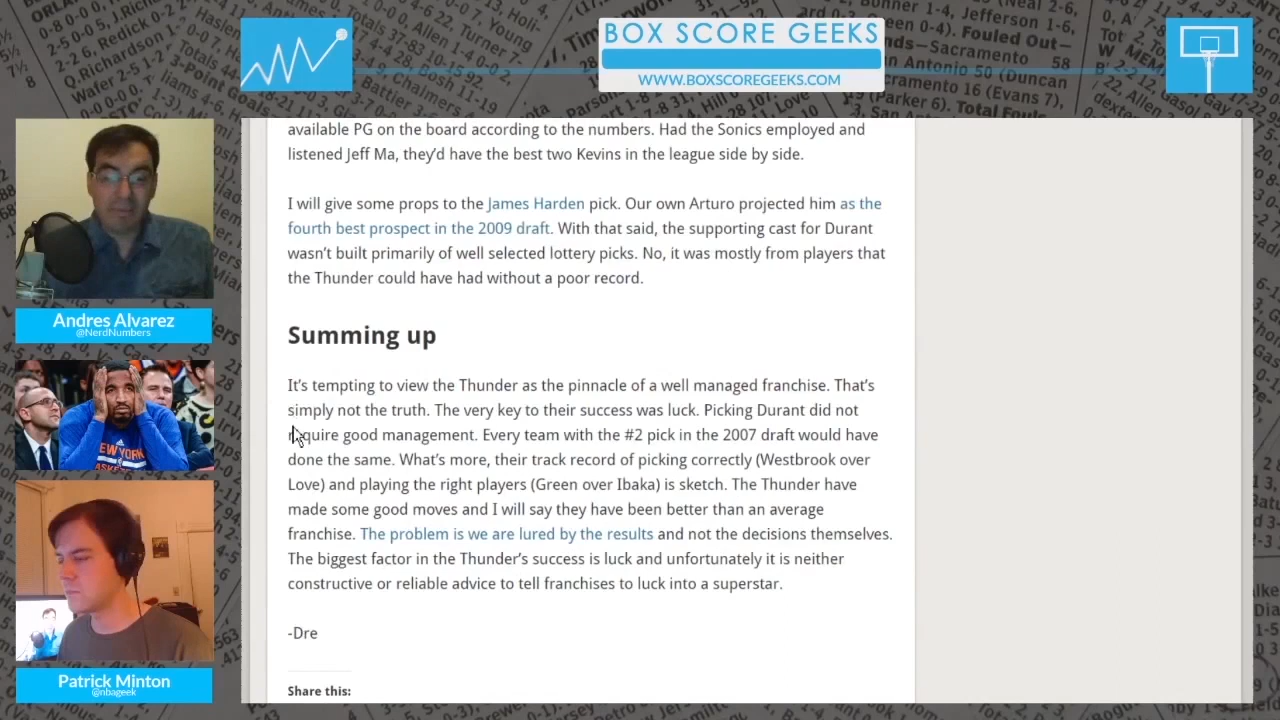 BOX SCORE GEEKS
WWW.BOXSCOREGEEKS.COM
available PG on the board according to the numbers. Had the Sonics employed and
listened Jeff Ma, they’d have the best two Kevins in the league side by side.
I will give some props to the James Harden pick. Our own Arturo projected him as the
fourth best prospect in the 2009 draft. With that said, the supporting cast for Durant
wasn’t built primarily of well selected lottery picks. No, it was mostly from players that
the Thunder could have had without a poor record.
Summing up
It’s tempting to view the Thunder as the pinnacle of a well managed franchise. That’s
simply not the truth. The very key to their success was luck. Picking Durant did not
require good management. Every team with the #2 pick in the 2007 draft would have
done the same. What’s more, their track record of picking correctly (Westbrook over
Love) and playing the right players (Green over Ibaka) is sketch. The Thunder have
made some good moves and I will say they have been better than an average
franchise. The problem is we are lured by the results and not the decisions themselves.
The biggest factor in the Thunder’s success is luck and unfortunately it is neither
constructive or reliable advice to tell franchises to luck into a superstar.
-Dre
Share this:
Andres Alvarez
@NerdNumbers
NEW YORK
Patrick Minton
@nbageek